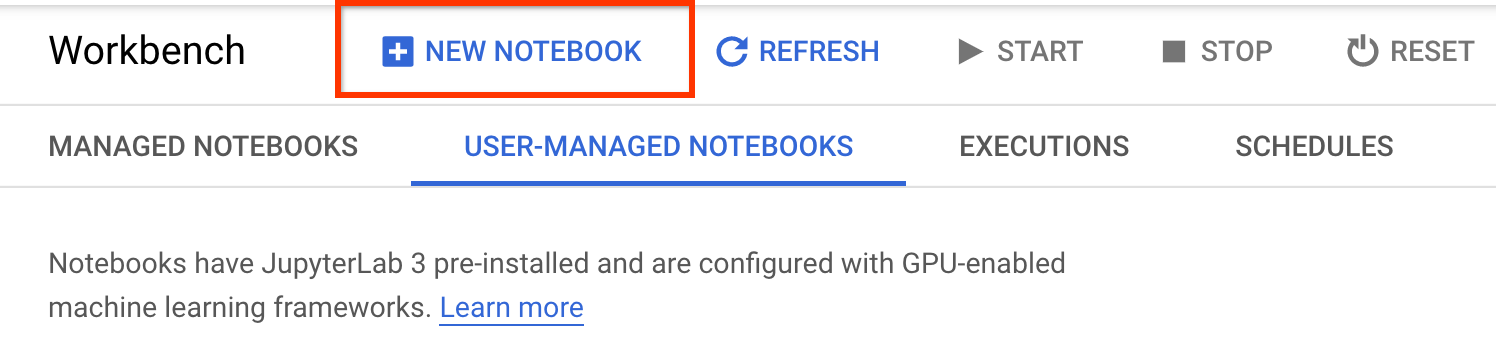 Workbench NEW NOTEBOOK REFRESH START STOP RESET
MANAGED NOTEBOOKS USER-MANAGED NOTEBOOKS EXECUTIONS SCHEDULES
Notebooks have JupyterLab 3 pre-installed and are configured with GPU-enabled
machine learning frameworks. Learn more